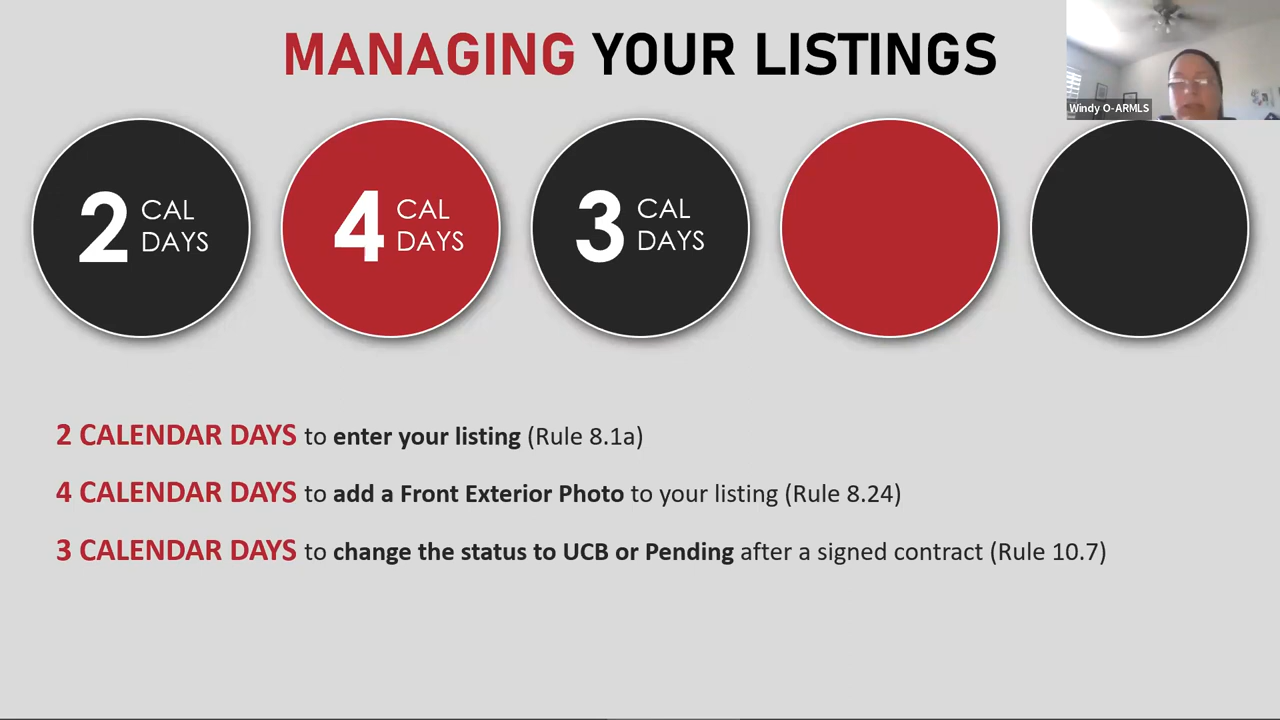 MANAGING YOUR LISTINGS
Windy O-ARMLS
2 CAL DAYS
4 CAL DAYS
3 CAL DAYS
2 CALENDAR DAYS to enter your listing (Rule 8.1a)
4 CALENDAR DAYS to add a Front Exterior Photo to your listing (Rule 8.24)
3 CALENDAR DAYS to change the status to UCB or Pending after a signed contract (Rule 10.7)